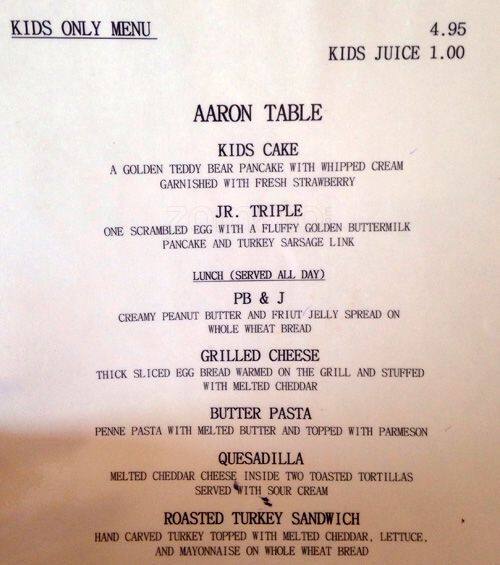 KIDS ONLY MENU 4.95
KIDS JUICE 1.00
AARON TABLE
KIDS CAKE
A GOLDEN TEDDY BEAR PANCAKE WITH WHIPPED CREAM
GARNISHED WITH FRESH STRAWBERRY
JR. TRIPLE
ONE SCRAMBLED EGG WITH A FLUFFY GOLDEN BUTTERMILK
PANCAKE AND TURKEY SARSAGE LINK
LUNCH (SERVED ALL DAY)
PB & J
CREAMY PEANUT BUTTER AND FRIUT JELLY SPREAD ON
WHOLE WHEAT BREAD
GRILLED CHEESE
THICK SLICED EGG BREAD WARMED ON THE GRILL AND STUFFED
WITH MELTED CHEDDAR
BUTTER PASTA
PENNE PASTA WITH MELTED BUTTER AND TOPPED WITH PARMESON
QUESADILLA
MELTED CHEDDAR CHEESE INSIDE TWO TOASTED TORTILLAS
SERVED WITH SOUR CREAM
ROASTED TURKEY SANDWICH
HAND CARVED TURKEY TOPPED WITH MELTED CHEDDAR, LETTUCE,
AND MAYONNAISE ON WHOLE WHEAT BREAD